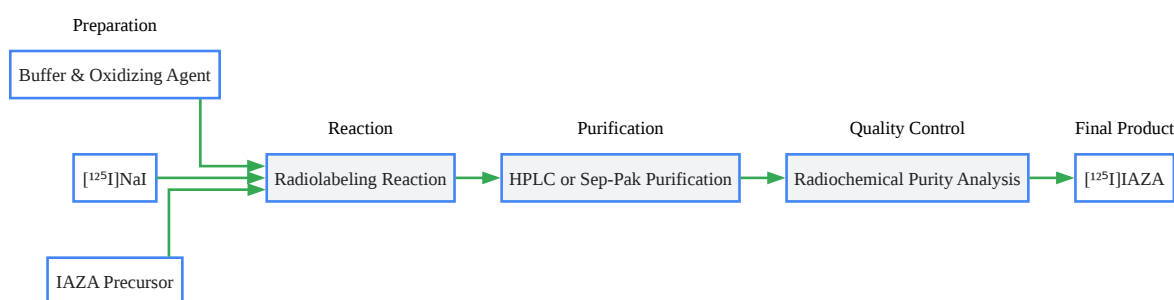 Preparation
Buffer & Oxidizing Agent
Reaction
Purification
Quality Control
Final Product
[¹²⁵I]NaI
Radiolabeling Reaction
HPLC or Sep-Pak Purification
Radiochemical Purity Analysis
[¹²⁵I]IAZA
IAZA Precursor